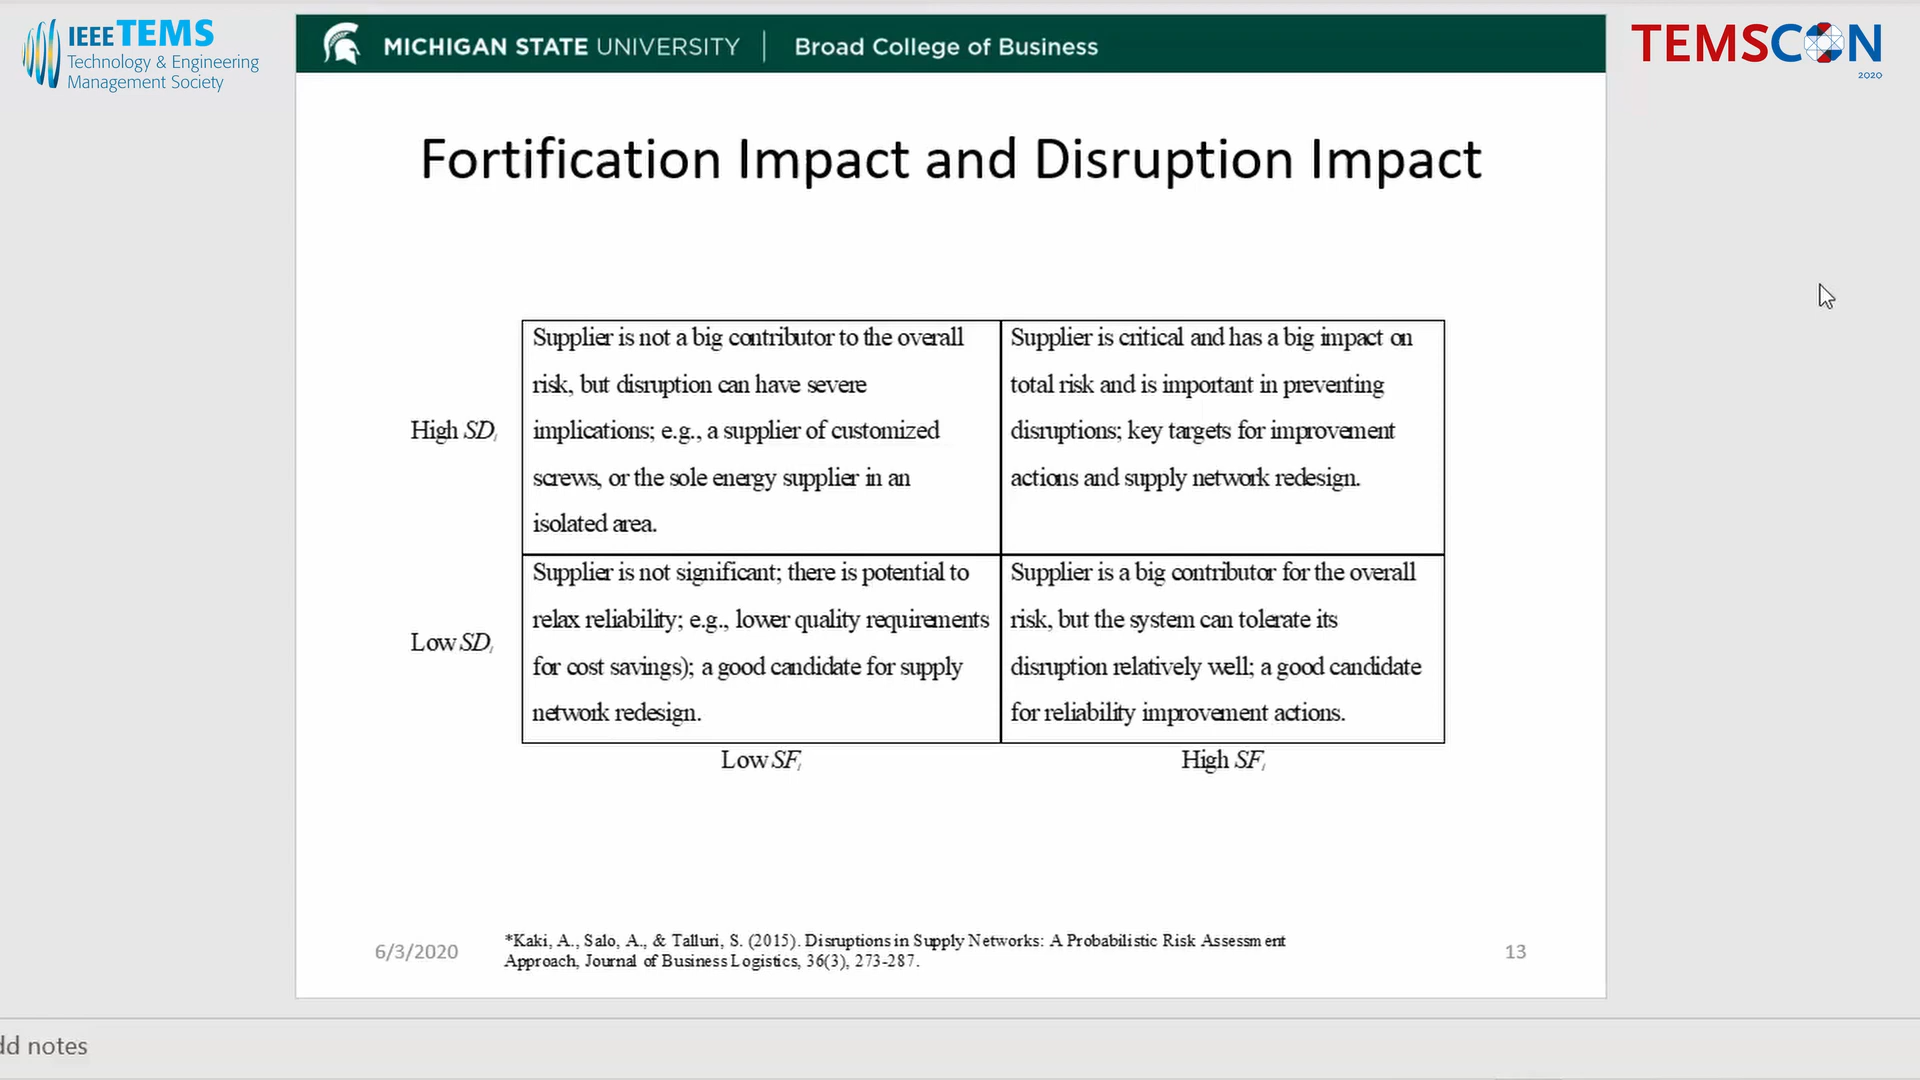 IEEE TEMS
Technology & Engineering
Management Society
MICHIGAN STATE UNIVERSITY | Broad College of Business
TEMSCON
2020
Fortification Impact and Disruption Impact
High SDi
Supplier is not a big contributor to the overall
risk, but disruption can have severe
implications; e.g., a supplier of customized
screws, or the sole energy supplier in an
isolated area.
Supplier is critical and has a big impact on
total risk and is important in preventing
disruptions; key targets for improvement
actions and supply network redesign.
Low SDi
Supplier is not significant; there is potential to
relax reliability; e.g., lower quality requirements
for cost savings); a good candidate for supply
network redesign.
Supplier is a big contributor for the overall
risk, but the system can tolerate its
disruption relatively well; a good candidate
for reliability improvement actions.
Low SFi
High SFi
6/3/2020
*Kaki, A., Salo, A., & Talluri, S. (2015). Disruptions in Supply Networks: A Probabilistic Risk Assessment
Approach, Journal of Business Logistics, 36(3), 273-287.
13
dd notes